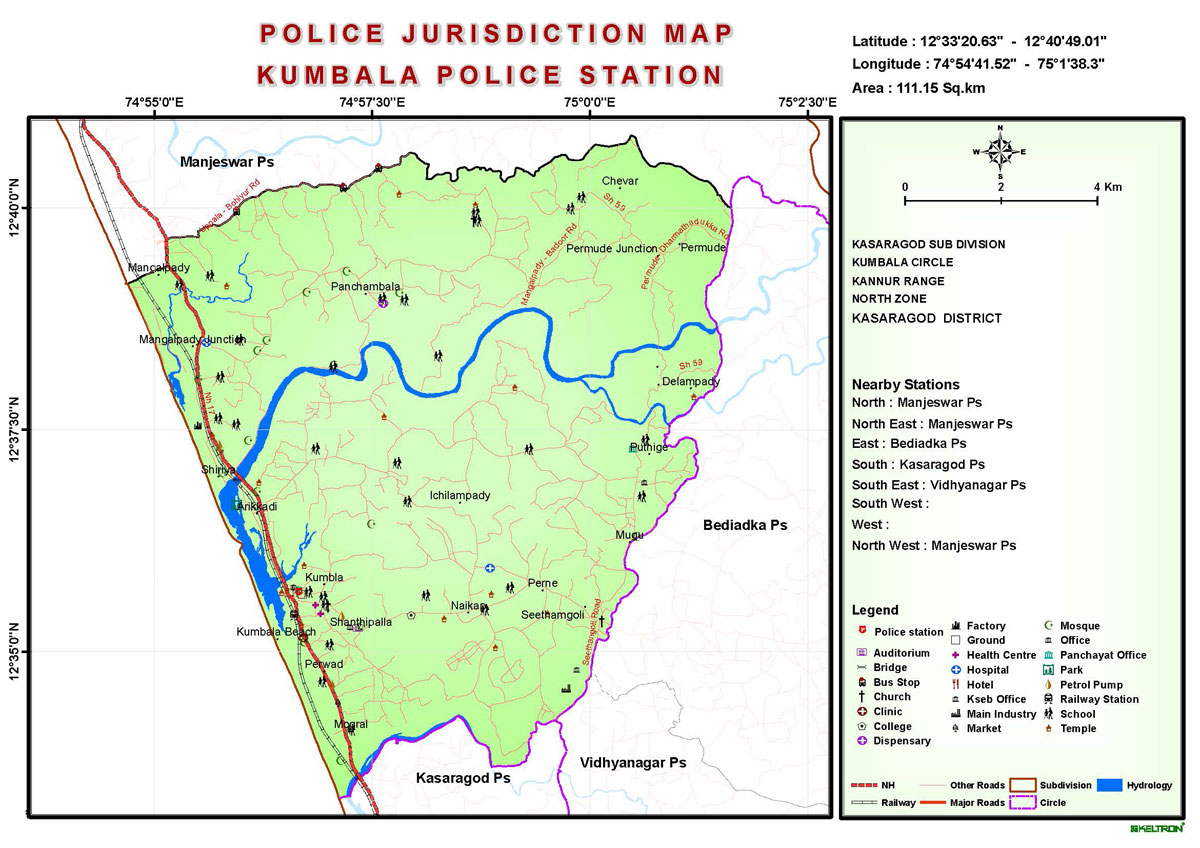 POLICE JURISDICTION MAP
KUMBALA POLICE STATION
Latitude : 12°33'20.63" - 12°40'49.01"
Longitude : 74°54'41.52" - 75°1'38.3"
Area : 111.15 Sq.km
74°55'0"E
74°57'30"E
75°0'0"E
75°2'30"E
12°40'0"N
12°37'30"N
12°35'0"N
Manjeswar Ps
Chevar
Sh 59
Mangalpady - Badoor Rd
Permude Junction
Permude
Permude - Dharmathadukka Rd
Mangalpady
Panchambala
Mangalpady Junction
Nh 17
Sh 59
Delampady
Puthige
Shiriya
Arikkadi
Ichilampady
Mugu
Bediadka Ps
Kumbla
Perne
Naikap
Seethangoli
Seethangoli Road
Shanthipalla
Kumbala Beach
Perwad
Mogral
Kasaragod Ps
Vidhyanagar Ps
N
W
E
S
0
2
4 Km
KASARAGOD SUB DIVISION
KUMBALA CIRCLE
KANNUR RANGE
NORTH ZONE
KASARAGOD DISTRICT
Nearby Stations
North : Manjeswar Ps
North East : Manjeswar Ps
East : Bediadka Ps
South : Kasaragod Ps
South East : Vidhyanagar Ps
South West :
West :
North West : Manjeswar Ps
Legend
Police station
Auditorium
Bridge
Bus Stop
Church
Clinic
College
Dispensary
Factory
Ground
Health Centre
Hospital
Hotel
Kseb Office
Main Industry
Market
Mosque
Office
Panchayat Office
Park
Petrol Pump
Railway Station
School
Temple
NH
Other Roads
Subdivision
Hydrology
Railway
Major Roads
Circle
KELTRON